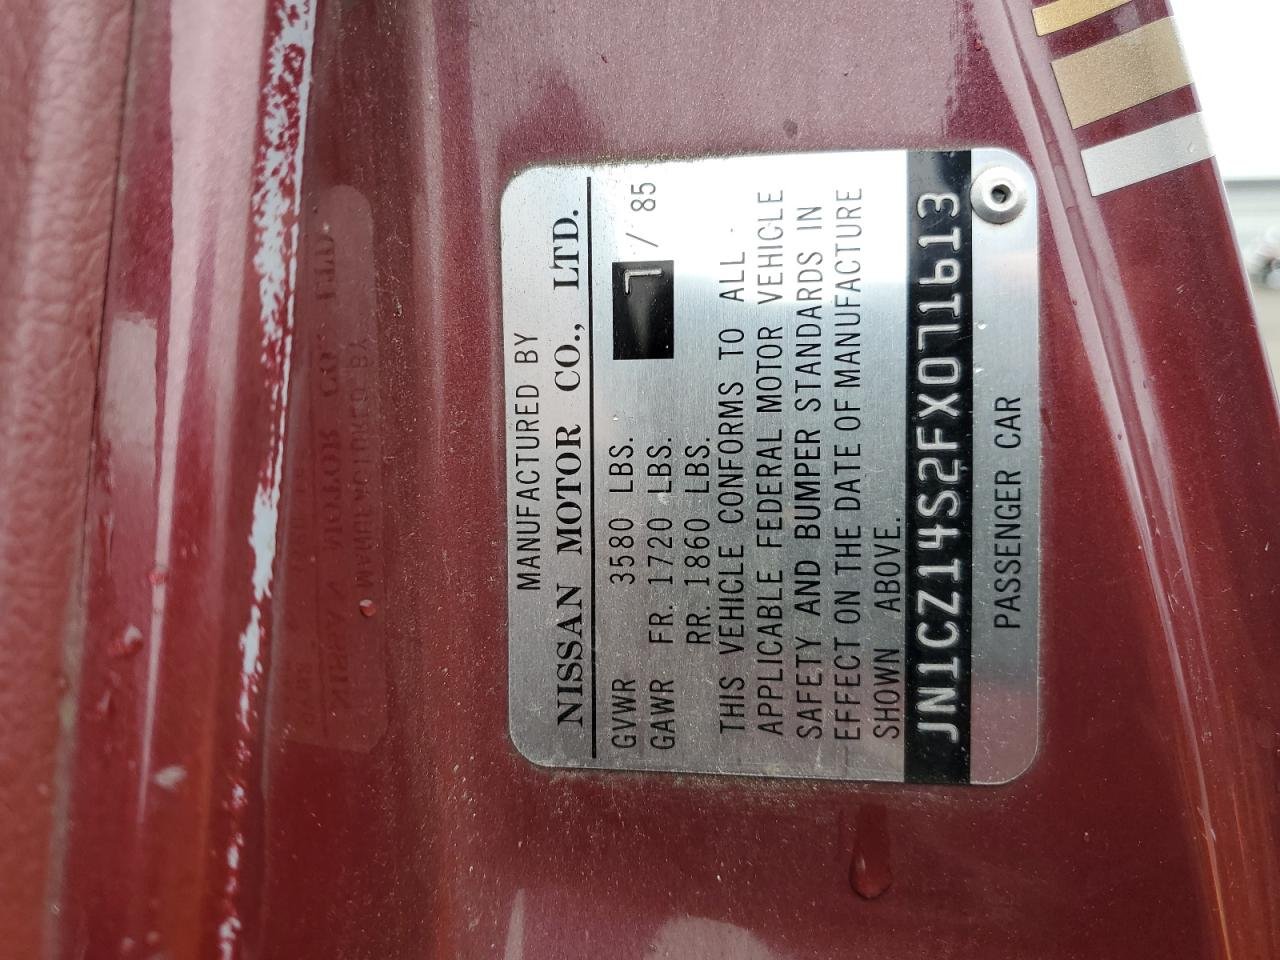 MANUFACTURED BY
NISSAN MOTOR CO., LTD.
GVWR 3580 LBS. 7 / 85
GAWR FR. 1720 LBS.
RR. 1860 LBS.
THIS VEHICLE CONFORMS TO ALL
APPLICABLE FEDERAL MOTOR VEHICLE
SAFETY AND BUMPER STANDARDS IN
EFFECT ON THE DATE OF MANUFACTURE
SHOWN ABOVE.
JN1CZ14S2FX071613
PASSENGER CAR